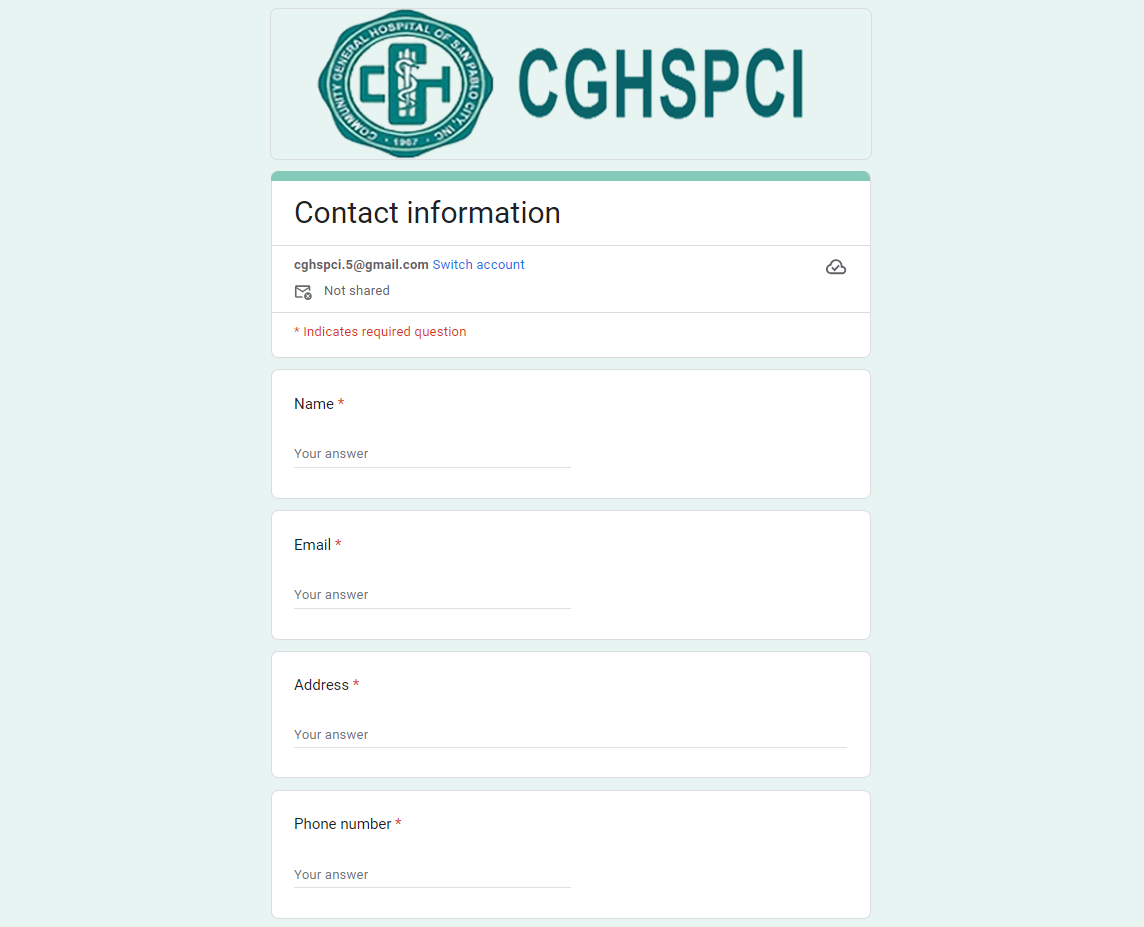 COMMUNITY GENERAL HOSPITAL OF SAN PABLO CITY, INC
CGH
• 1967 •
CGHSPCI
Contact information
cghspci.5@gmail.com Switch account
Not shared
* Indicates required question
Name *
Your answer
Email *
Your answer
Address *
Your answer
Phone number *
Your answer